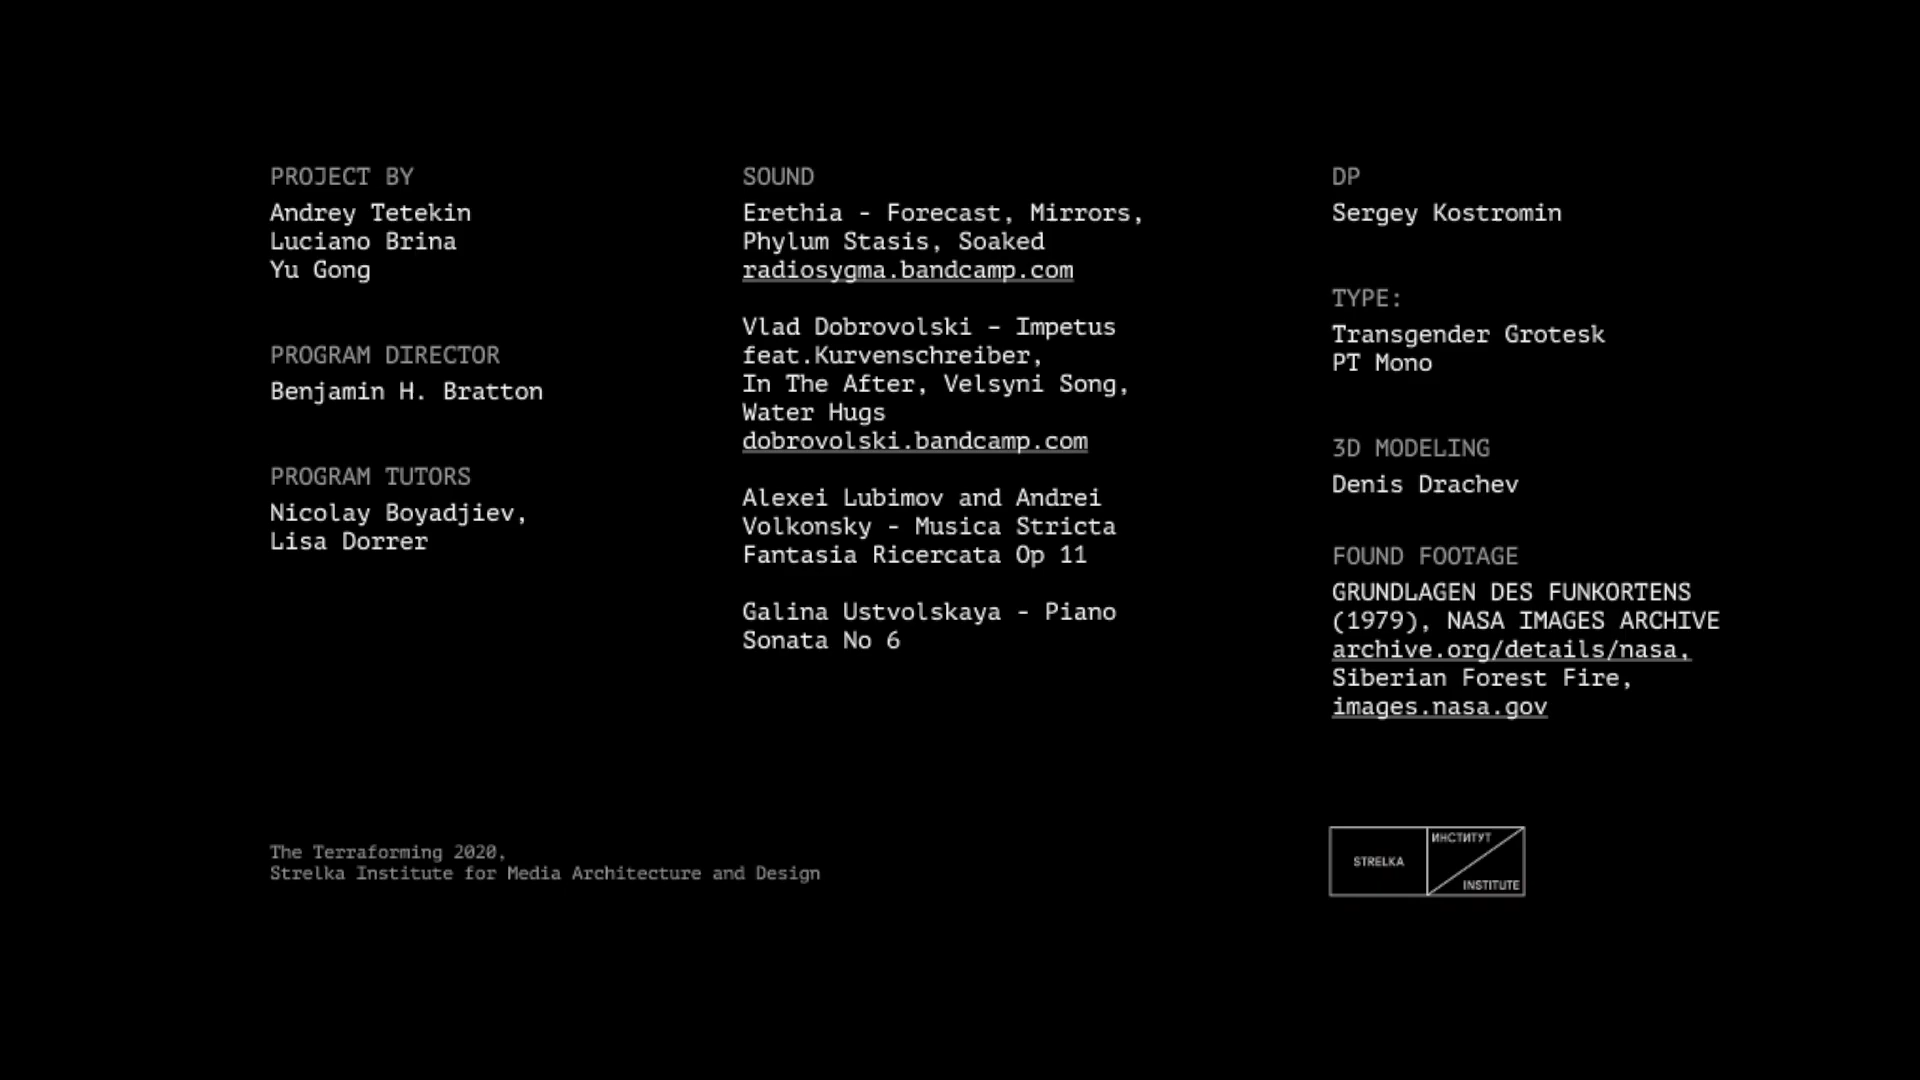 PROJECT BY
Andrey Tetekin
Luciano Brina
Yu Gong
PROGRAM DIRECTOR
Benjamin H. Bratton
PROGRAM TUTORS
Nicolay Boyadjiev,
Lisa Dorrer
SOUND
Erethia - Forecast, Mirrors,
Phylum Stasis, Soaked
radiosygma.bandcamp.com
Vlad Dobrovolski – Impetus
feat.Kurvenschreiber,
In The After, Velsyni Song,
Water Hugs
dobrovolski.bandcamp.com
Alexei Lubimov and Andrei
Volkonsky - Musica Stricta
Fantasia Ricercata Op 11
Galina Ustvolskaya - Piano
Sonata No 6
DP
Sergey Kostromin
TYPE:
Transgender Grotesk
PT Mono
3D MODELING
Denis Drachev
FOUND FOOTAGE
GRUNDLAGEN DES FUNKORTENS
(1979), NASA IMAGES ARCHIVE
archive.org/details/nasa,
Siberian Forest Fire,
images.nasa.gov
The Terraforming 2020,
Strelka Institute for Media Architecture and Design
STRELKA
ИНСТИТУТ
INSTITUTE